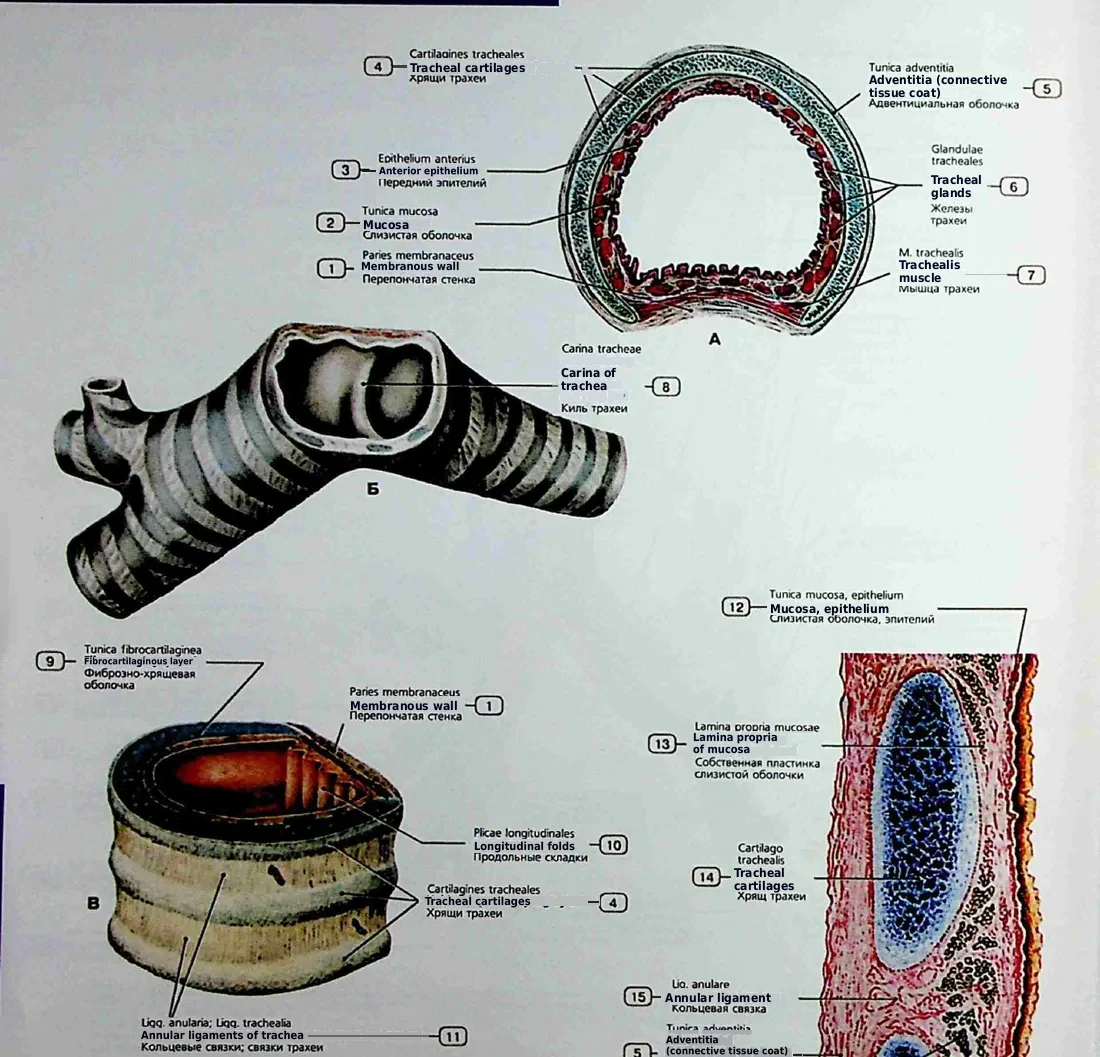 4
Cartilagines tracheales
Tracheal cartilages
Хрящи трахеи
Tunica adventitia
Adventitia (connective
tissue coat)
Адвентициальная оболочка
5
3
Epithelium anterius
Anterior epithelium
Передний эпителий
Glandulae
tracheales
Tracheal
glands
Железы
трахеи
6
2
Tunica mucosa
Mucosa
Слизистая оболочка
1
Paries membranaceus
Membranous wall
Перепончатая стенка
M. trachealis
Trachealis
muscle
Мышца трахеи
7
А
Carina tracheae
Carina of
trachea
Киль трахеи
8
Б
12
Tunica mucosa, epithelium
Mucosa, epithelium
Слизистая оболочка, эпителий
9
Tunica fibrocartilaginea
Fibrocartilaginous layer
Фиброзно-хрящевая
оболочка
Paries membranaceus
Membranous wall
Перепончатая стенка
1
13
Lamina propria mucosae
Lamina propria
of mucosa
Собственная пластинка
слизистой оболочки
Plicae longitudinales
Longitudinal folds
Продольные складки
10
14
Cartilago
trachealis
Tracheal
cartilages
Хрящ трахеи
В
Cartilagines tracheales
Tracheal cartilages
Хрящи трахеи
4
15
Lig. anulare
Annular ligament
Кольцевая связка
Ligg. anularia; Ligg. trachealia
Annular ligaments of trachea
Кольцевые связки; связки трахеи
11
5
Tunica adventitia
Adventitia
(connective tissue coat)